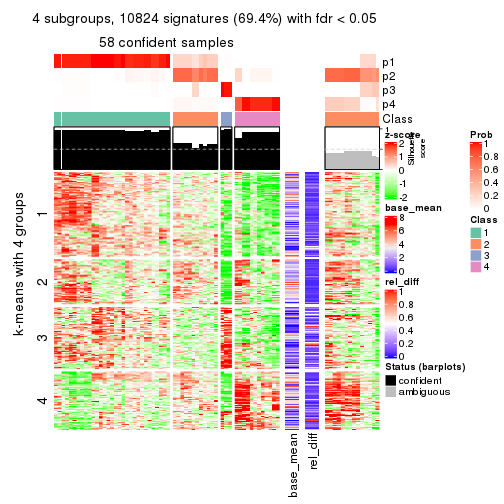 4 subgroups, 10824 signatures (69.4%) with fdr < 0.05
58 confident samples
p1
p2
p3
p4
Class
1
Silhouette
score
z-score
2
1
0
-1
-2
base_mean
8
6
4
2
0
rel_diff
1
0.8
0.6
0.4
0.2
0
Status (barplots)
confident
ambiguous
Prob
1
0.8
0.6
0.4
0.2
0
Class
1
2
3
4
k-means with 4 groups
1
2
3
4
base_mean
rel_diff